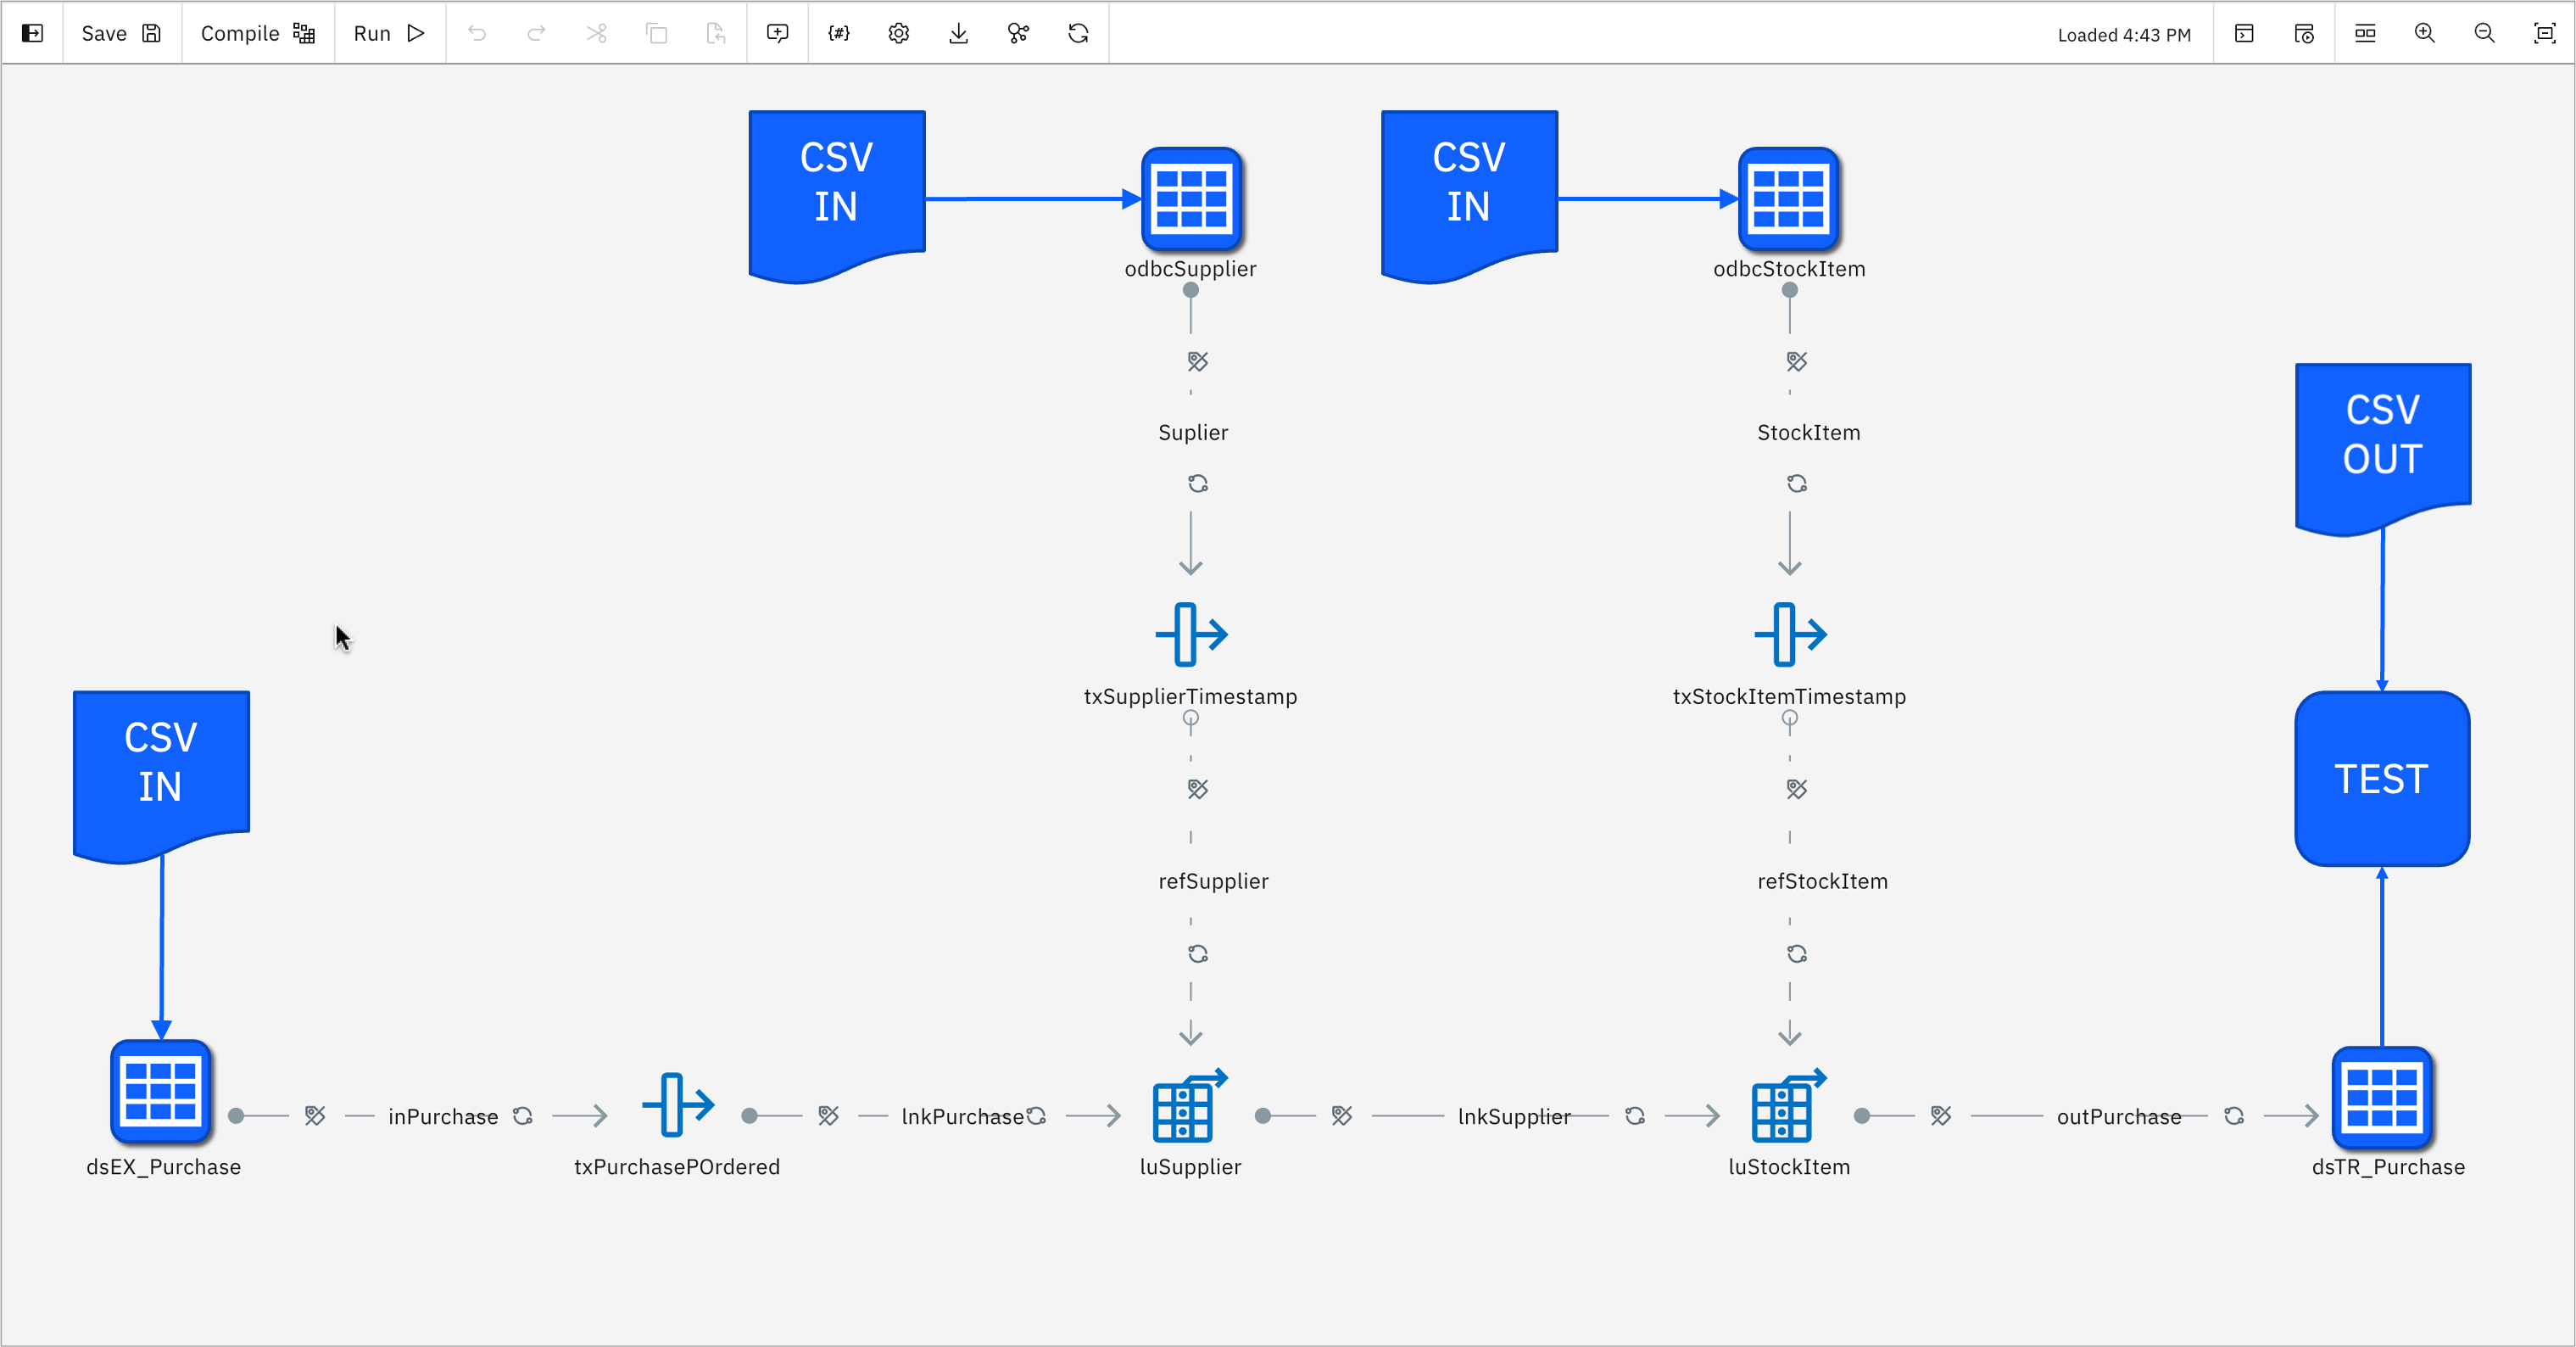 Save
Compile
Run
{#}
Loaded 4:43 PM
CSV
IN
CSV
IN
odbcSupplier
odbcStockItem
Suplier
StockItem
CSV
OUT
txSupplierTimestamp
txStockItemTimestamp
CSV
IN
TEST
refSupplier
refStockItem
inPurchase
lnkPurchase
lnkSupplier
outPurchase
dsEX_Purchase
txPurchasePOrdered
luSupplier
luStockItem
dsTR_Purchase